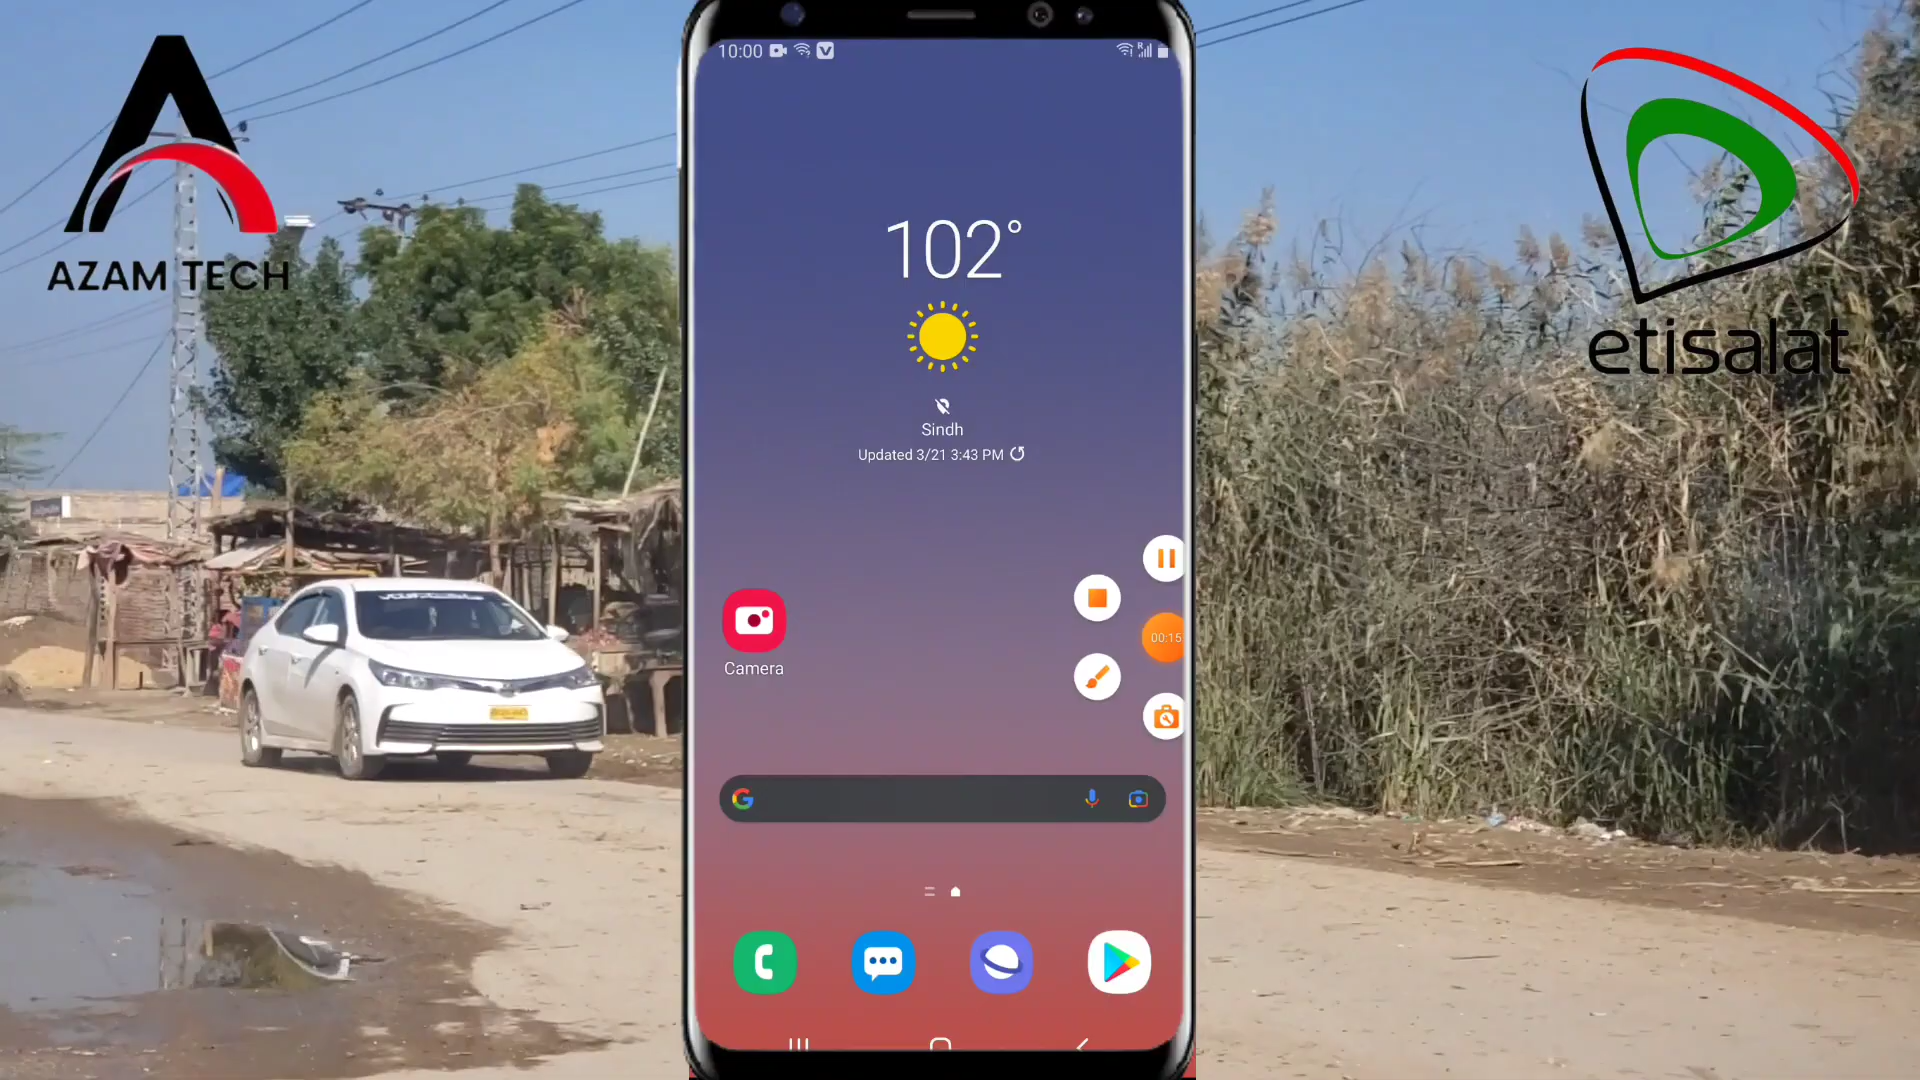 AZAM TECH
10:00
102°
Sindh
Updated 3/21 3:43 PM
00:15
Camera
etisalat